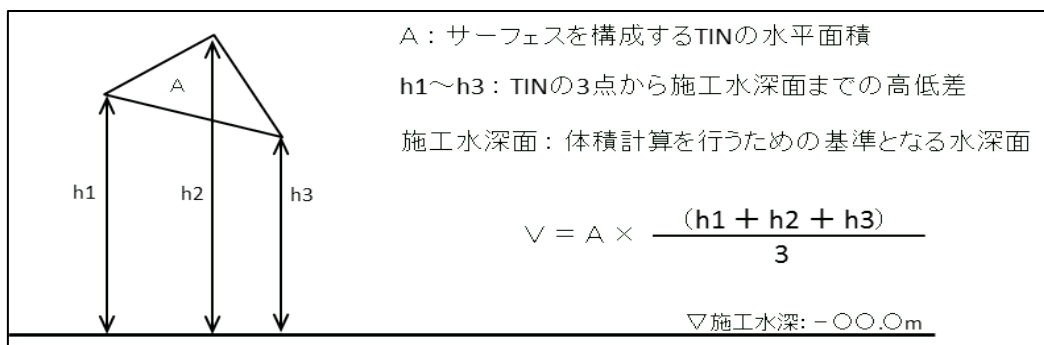 A：サーフェスを構成するTINの水平面積
h1～h3：TINの3点から施工水深面までの高低差
施工水深面：体積計算を行うための基準となる水深面
A
h1
h2
h3
V = A × (h1 + h2 + h3)
3
▽施工水深:－○○.○m